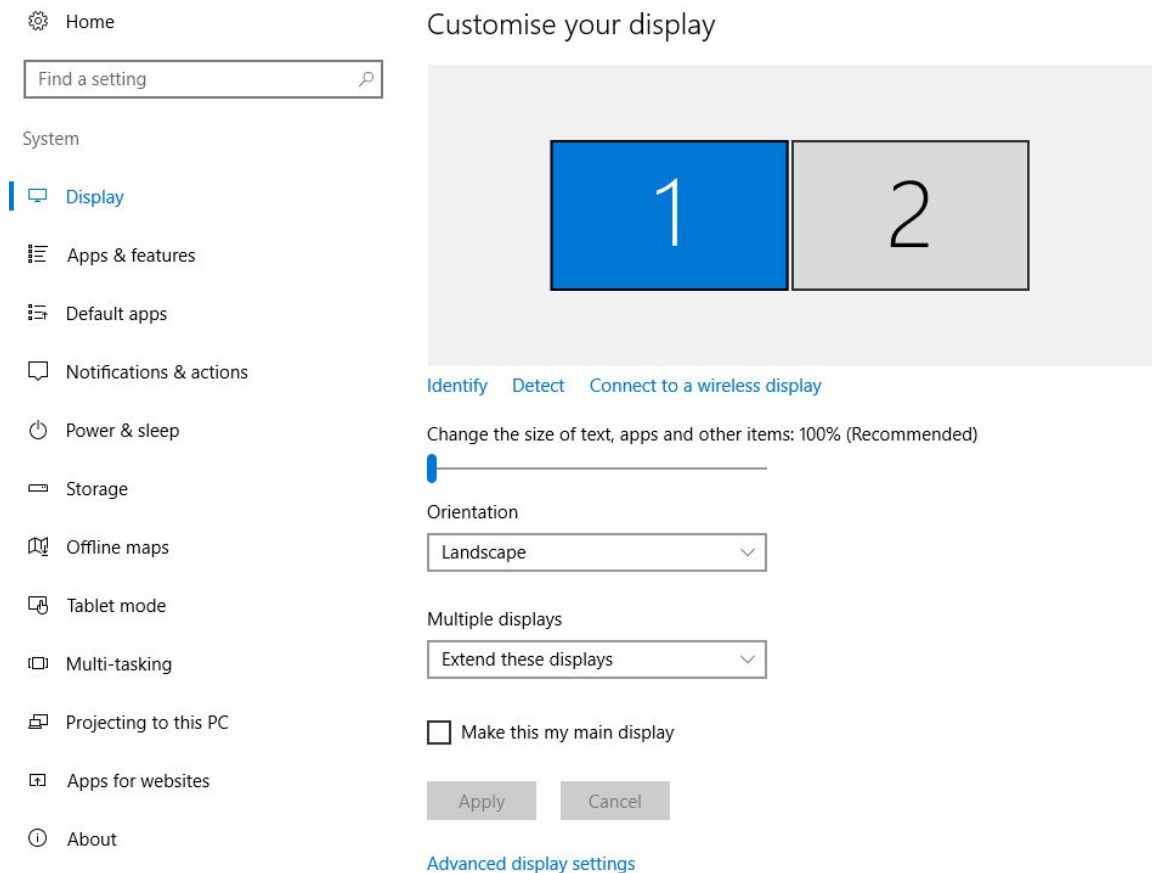 Home
Find a setting
System
Display
Apps & features
Default apps
Notifications & actions
Power & sleep
Storage
Offline maps
Tablet mode
Multi-tasking
Projecting to this PC
Apps for websites
About
Customise your display
1 2
Identify Detect Connect to a wireless display
Change the size of text, apps and other items: 100% (Recommended)
Orientation
Landscape
Multiple displays
Extend these displays
Make this my main display
Apply Cancel
Advanced display settings